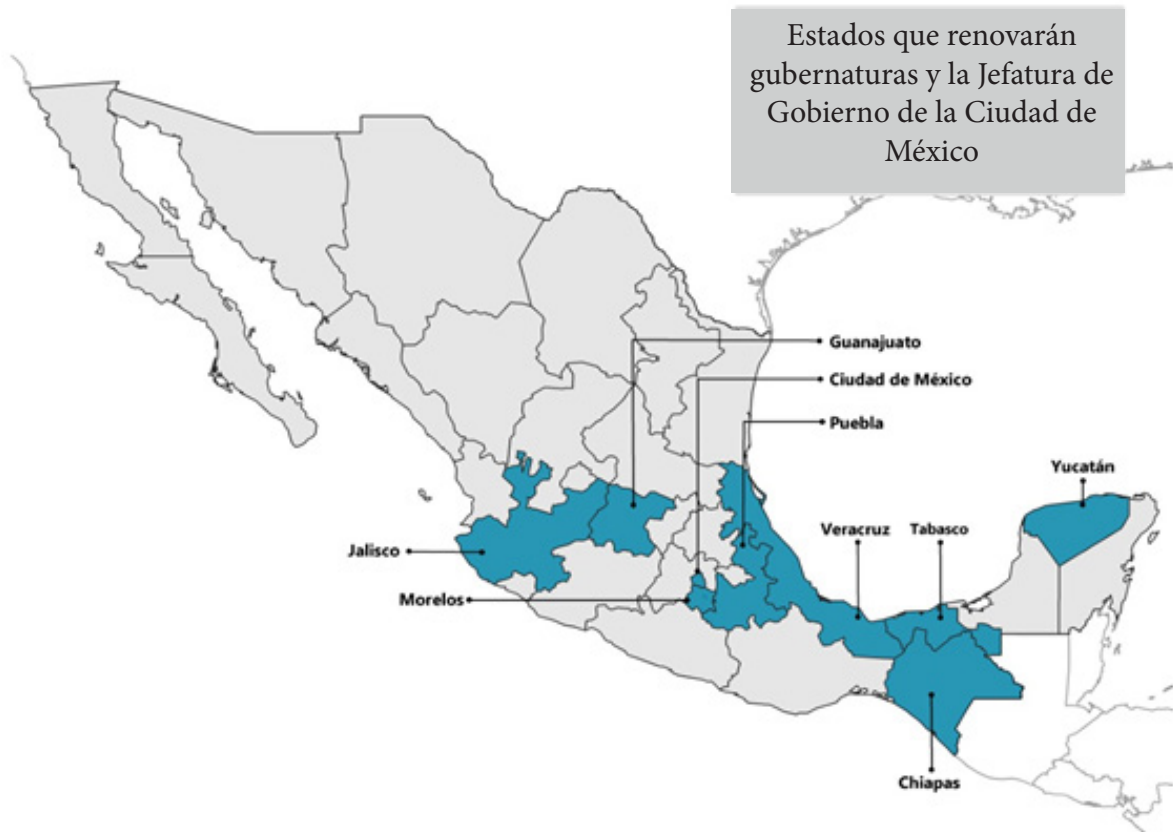 Estados que renovarán
gubernaturas y la Jefatura de
Gobierno de la Ciudad de
México
Guanajuato
Ciudad de México
Puebla
Yucatán
Veracruz
Tabasco
Jalisco
Morelos
Chiapas